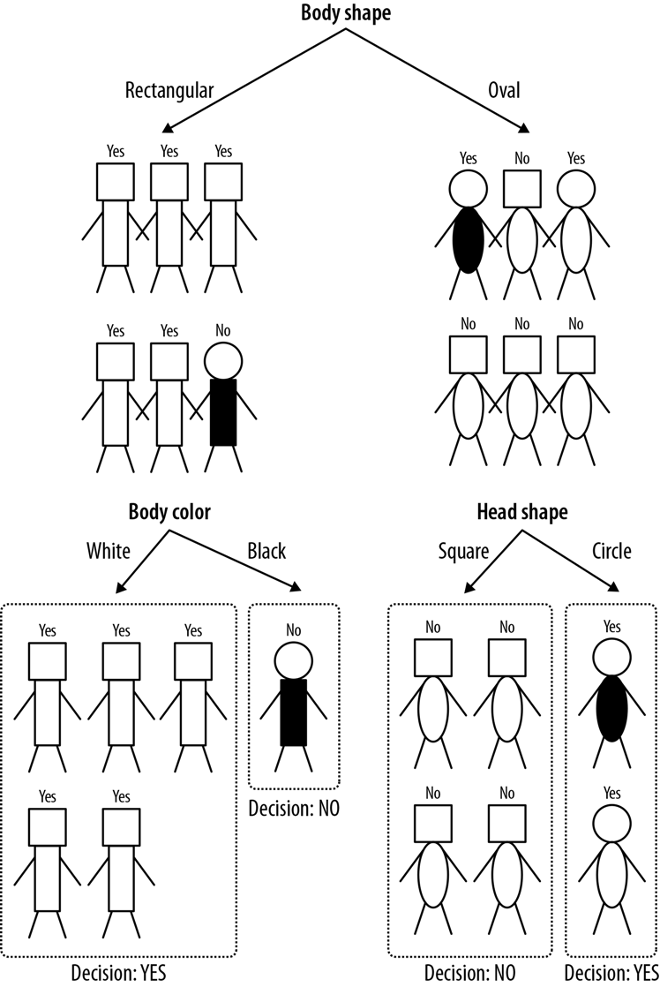 Body shape
Rectangular Oval
Yes Yes Yes
Yes No Yes
Yes Yes No
No No No
Body color
Head shape
White Black
Square Circle
Yes Yes Yes
No
No No
Yes
Yes Yes
No No
Yes
Decision: NO
Decision: YES
Decision: NO
Decision: YES